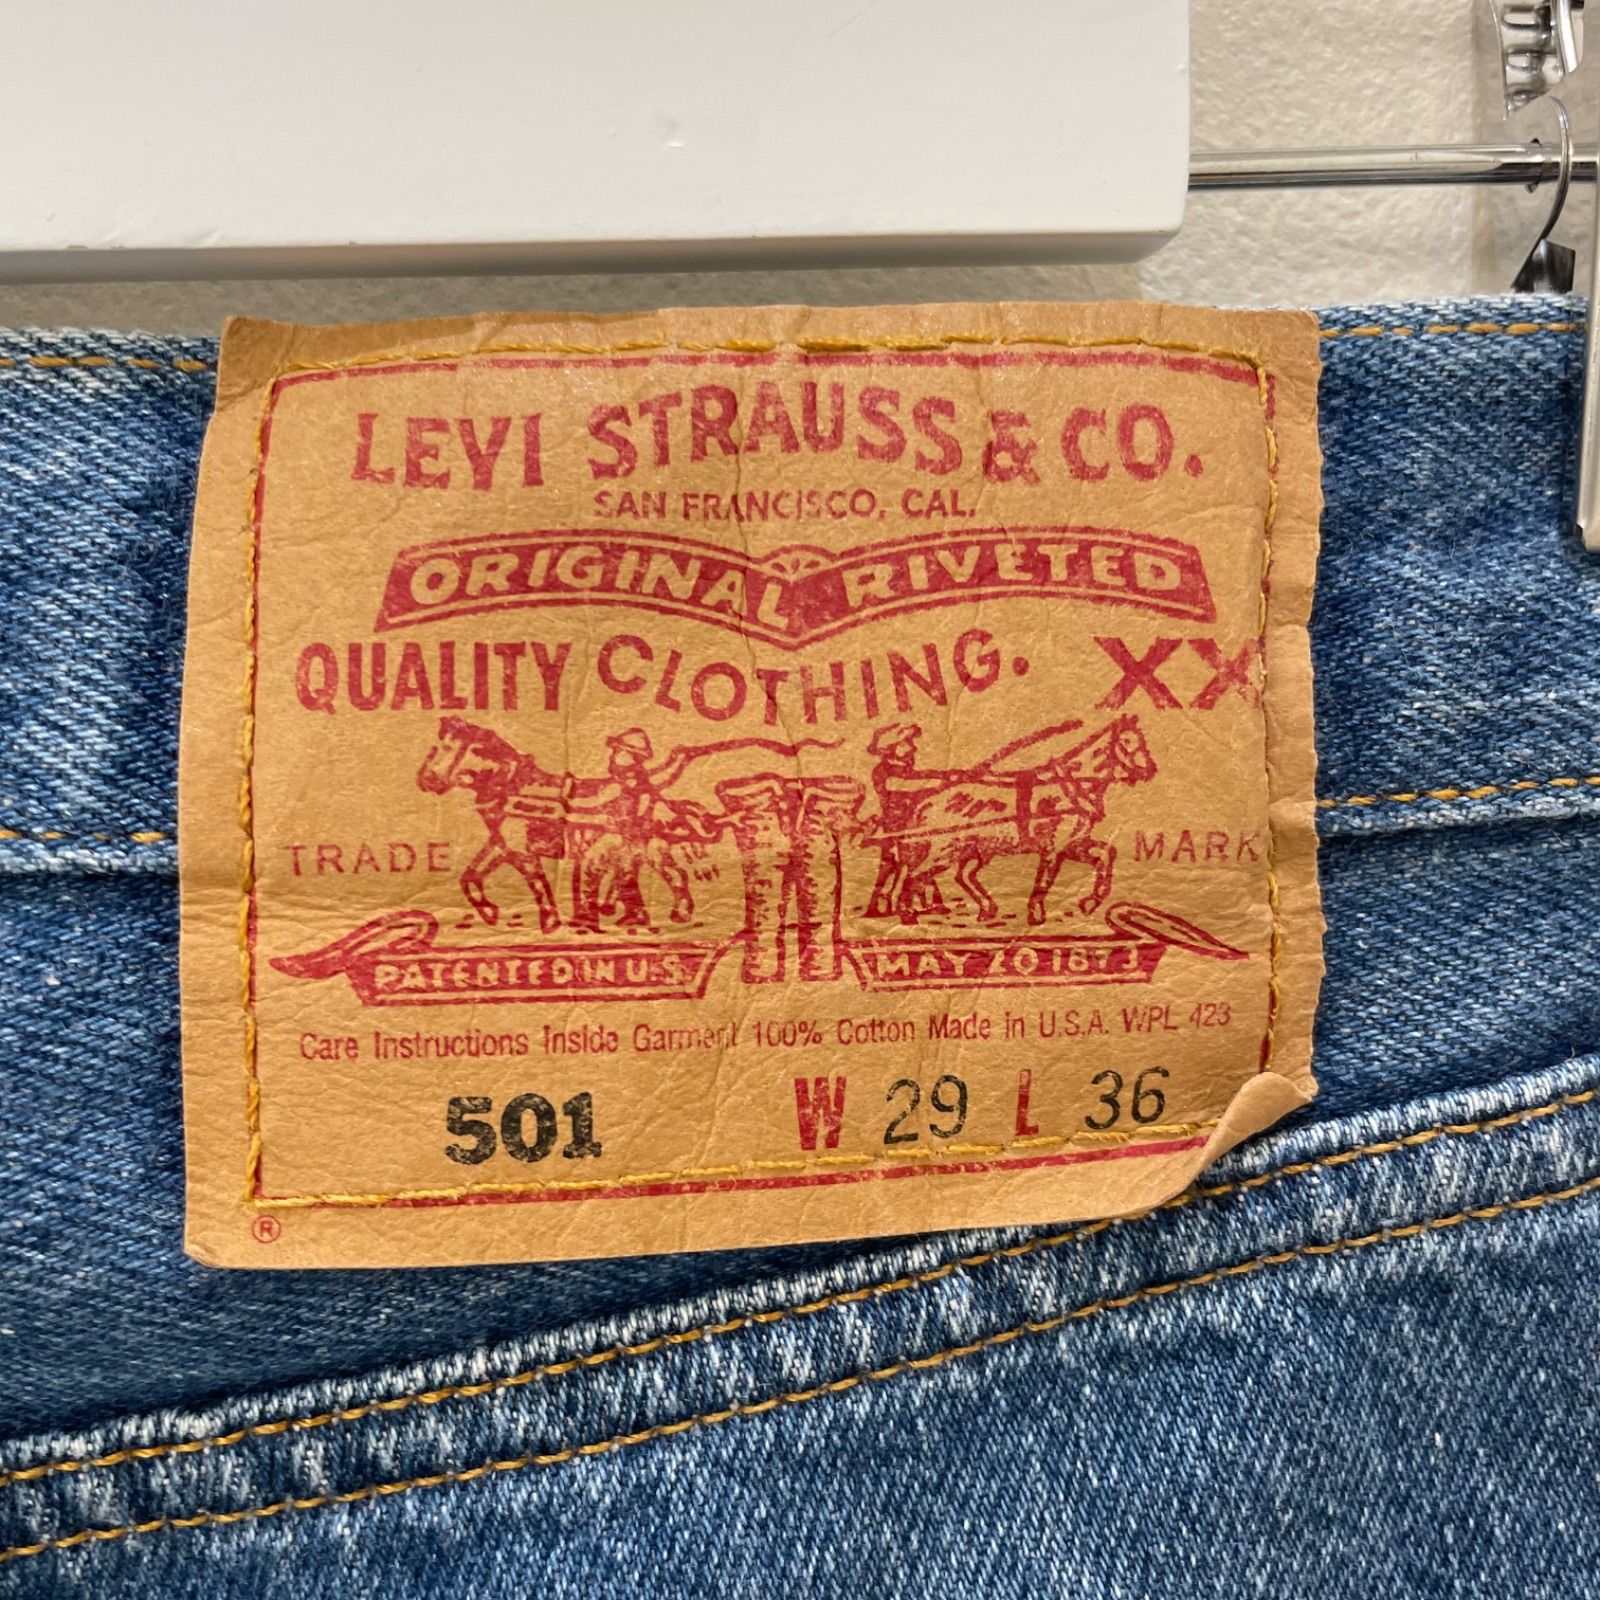 LEVI STRAUSS & CO.
SAN FRANCISCO, CAL.
ORIGINAL RIVETED
QUALITY CLOTHING. XX
TRADE MARK
PATENTED IN U.S. MAY 20 1873
Care Instructions Inside Garment 100% Cotton Made in U.S.A. WPL 423
501 W 29 L 36
®